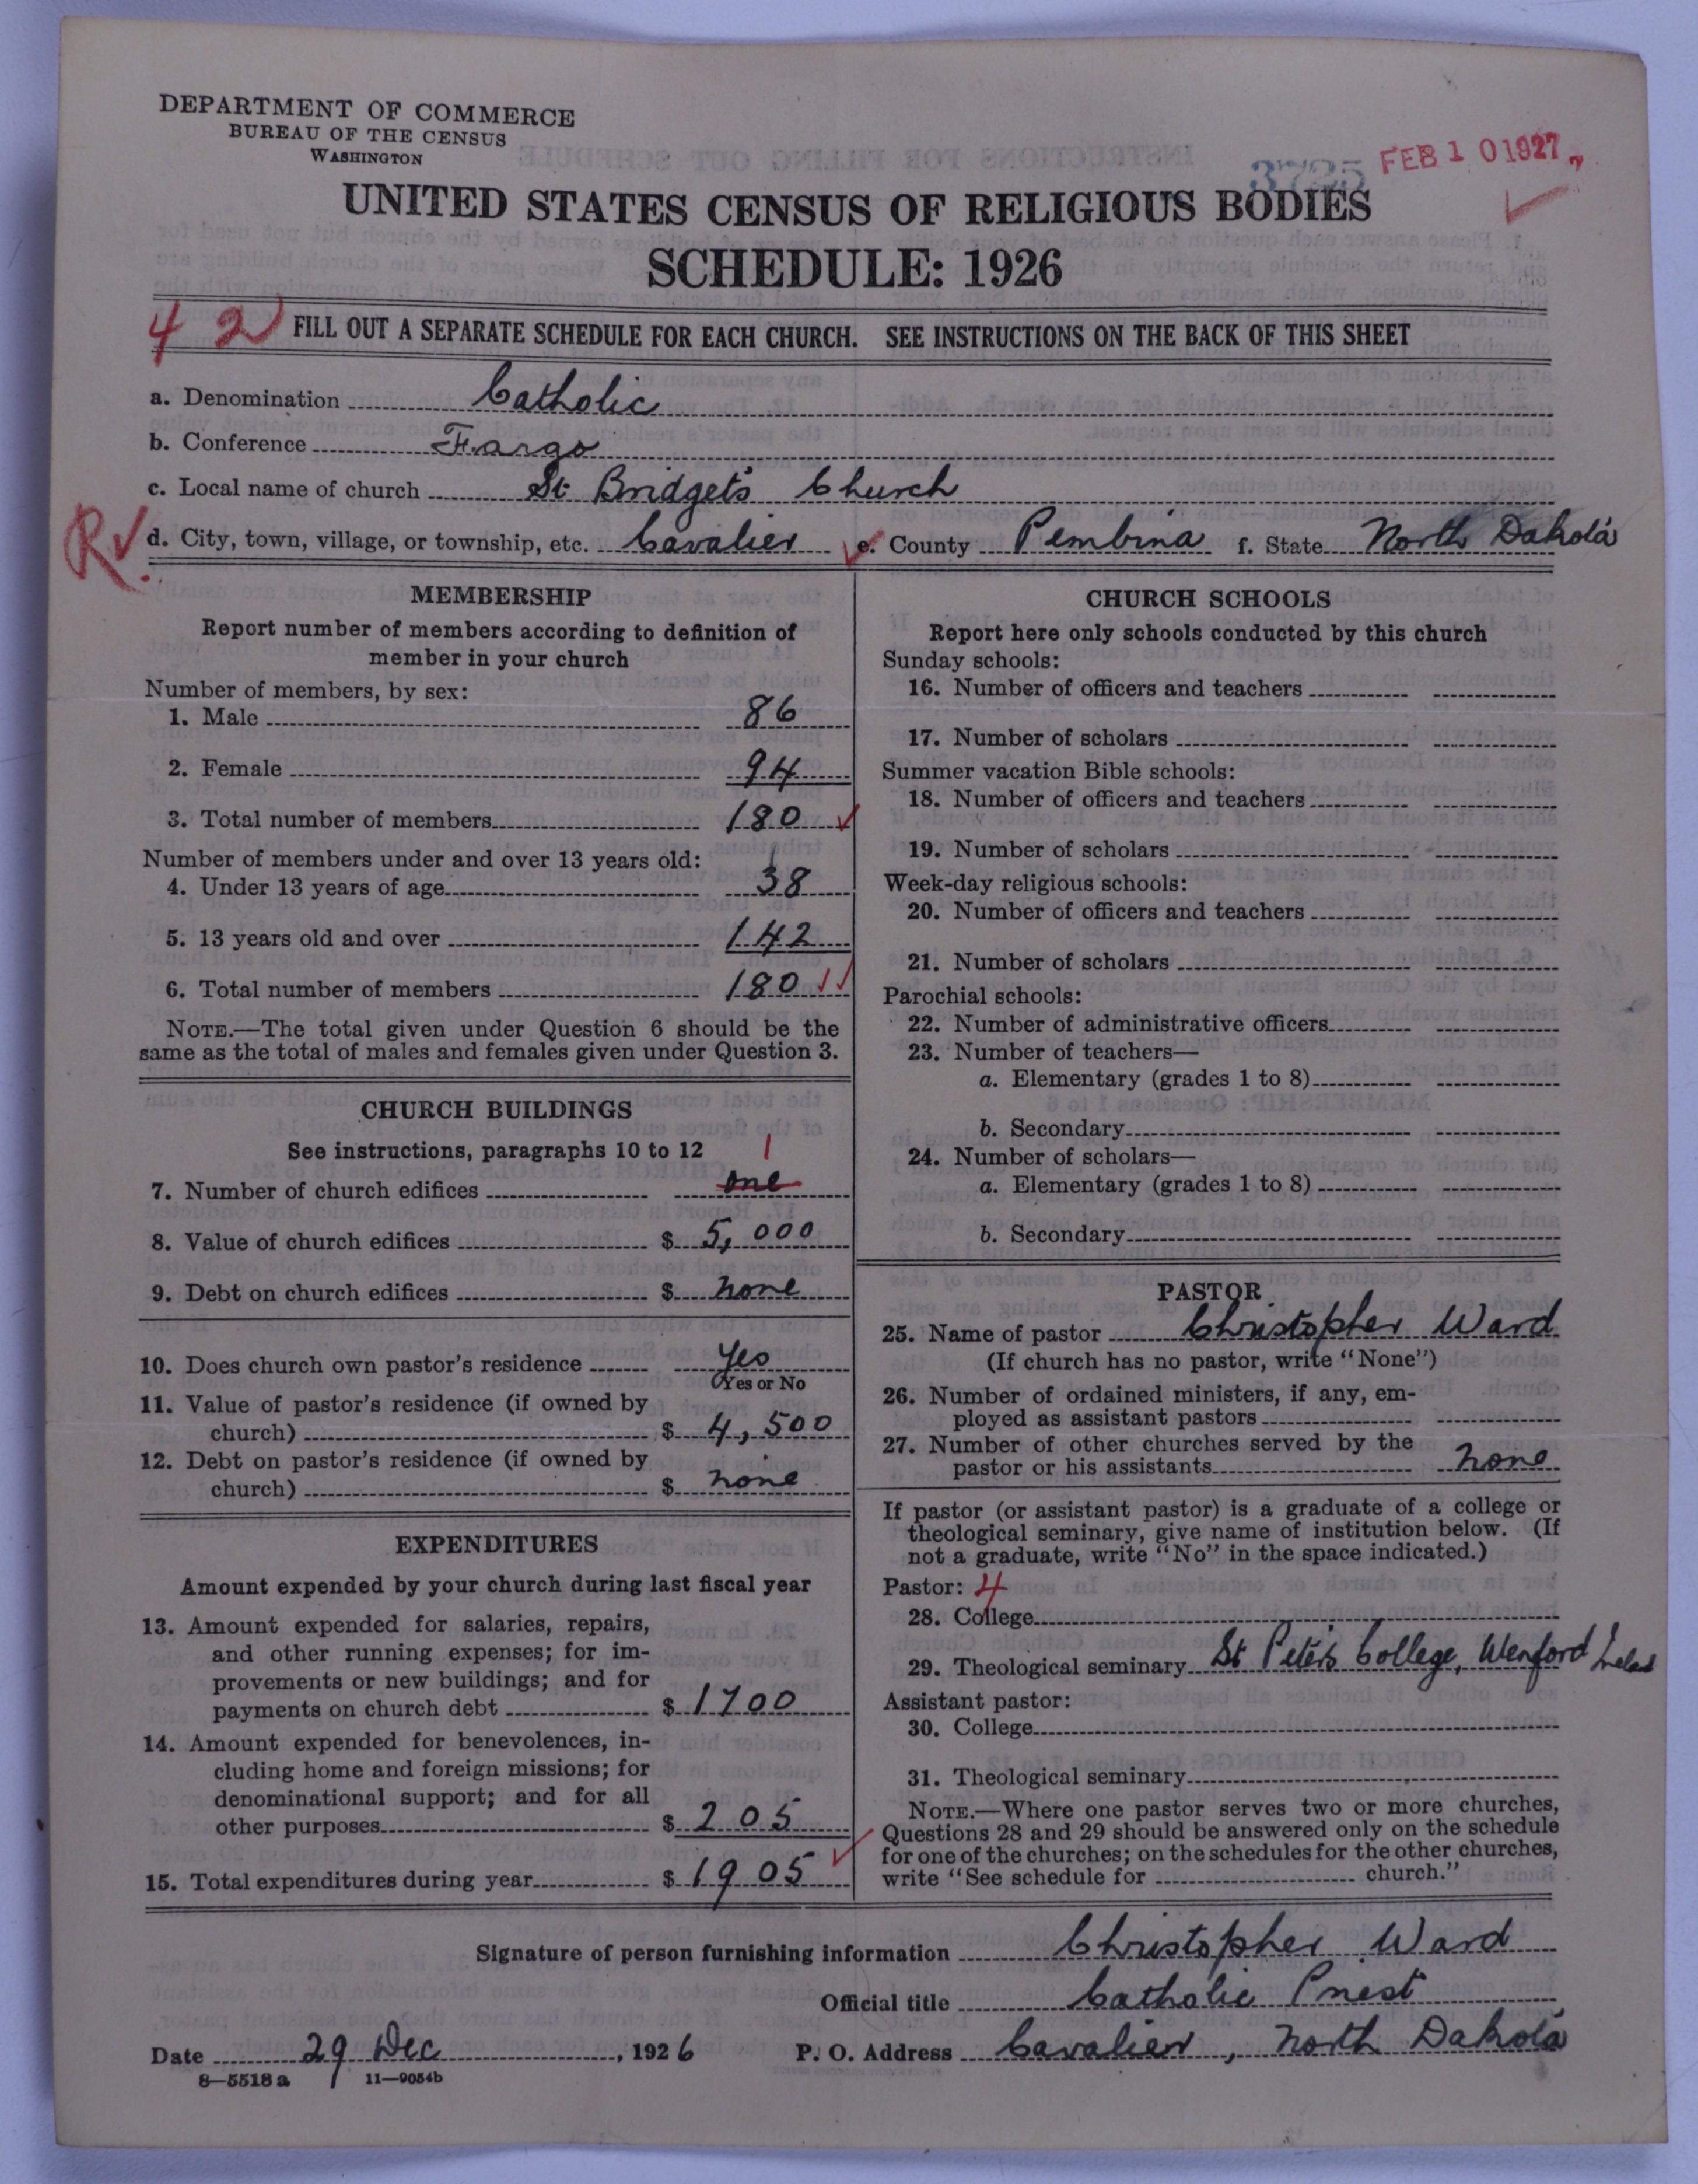 DEPARTMENT OF COMMERCE
BUREAU OF THE CENSUS
WASHINGTON
3725 FEB 10 1927
UNITED STATES CENSUS OF RELIGIOUS BODIES
SCHEDULE: 1926
4 2 FILL OUT A SEPARATE SCHEDULE FOR EACH CHURCH. SEE INSTRUCTIONS ON THE BACK OF THIS SHEET
a. Denomination Catholic
b. Conference Fargo
c. Local name of church St Bridget's Church
R d. City, town, village, or township, etc. Cavalier e. County Pembina f. State North Dakota
MEMBERSHIP
Report number of members according to definition of
member in your church
Number of members, by sex:
1. Male 86
2. Female 94
3. Total number of members 180
Number of members under and over 13 years old:
4. Under 13 years of age 38
5. 13 years old and over 142
6. Total number of members 180
NOTE.—The total given under Question 6 should be the
same as the total of males and females given under Question 3.
CHURCH BUILDINGS
See instructions, paragraphs 10 to 12 1
7. Number of church edifices one
8. Value of church edifices $ 5,000
9. Debt on church edifices $ none
10. Does church own pastor's residence Yes
Yes or No
11. Value of pastor's residence (if owned by
church) $ 4,500
12. Debt on pastor's residence (if owned by
church) $ none
EXPENDITURES
Amount expended by your church during last fiscal year
13. Amount expended for salaries, repairs,
and other running expenses; for im-
provements or new buildings; and for
payments on church debt $ 1700
14. Amount expended for benevolences, in-
cluding home and foreign missions; for
denominational support; and for all
other purposes $ 205
15. Total expenditures during year $ 1905
CHURCH SCHOOLS
Report here only schools conducted by this church
Sunday schools:
16. Number of officers and teachers
17. Number of scholars
Summer vacation Bible schools:
18. Number of officers and teachers
19. Number of scholars
Week-day religious schools:
20. Number of officers and teachers
21. Number of scholars
Parochial schools:
22. Number of administrative officers
23. Number of teachers—
a. Elementary (grades 1 to 8)
b. Secondary
24. Number of scholars—
a. Elementary (grades 1 to 8)
b. Secondary
PASTOR
25. Name of pastor Christopher Ward
(If church has no pastor, write "None")
26. Number of ordained ministers, if any, em-
ployed as assistant pastors
27. Number of other churches served by the
pastor or his assistants none
If pastor (or assistant pastor) is a graduate of a college or
theological seminary, give name of institution below. (If
not a graduate, write "No" in the space indicated.)
Pastor: 4
28. College
29. Theological seminary St Peter's College, Wexford Ireland
Assistant pastor:
30. College
31. Theological seminary
NOTE.—Where one pastor serves two or more churches,
Questions 28 and 29 should be answered only on the schedule
for one of the churches; on the schedules for the other churches,
write "See schedule for church."
Signature of person furnishing information Christopher Ward
Official title Catholic Priest
Date 29 Dec, 1926 P. O. Address Cavalier, North Dakota
8—5518a 11—9054b